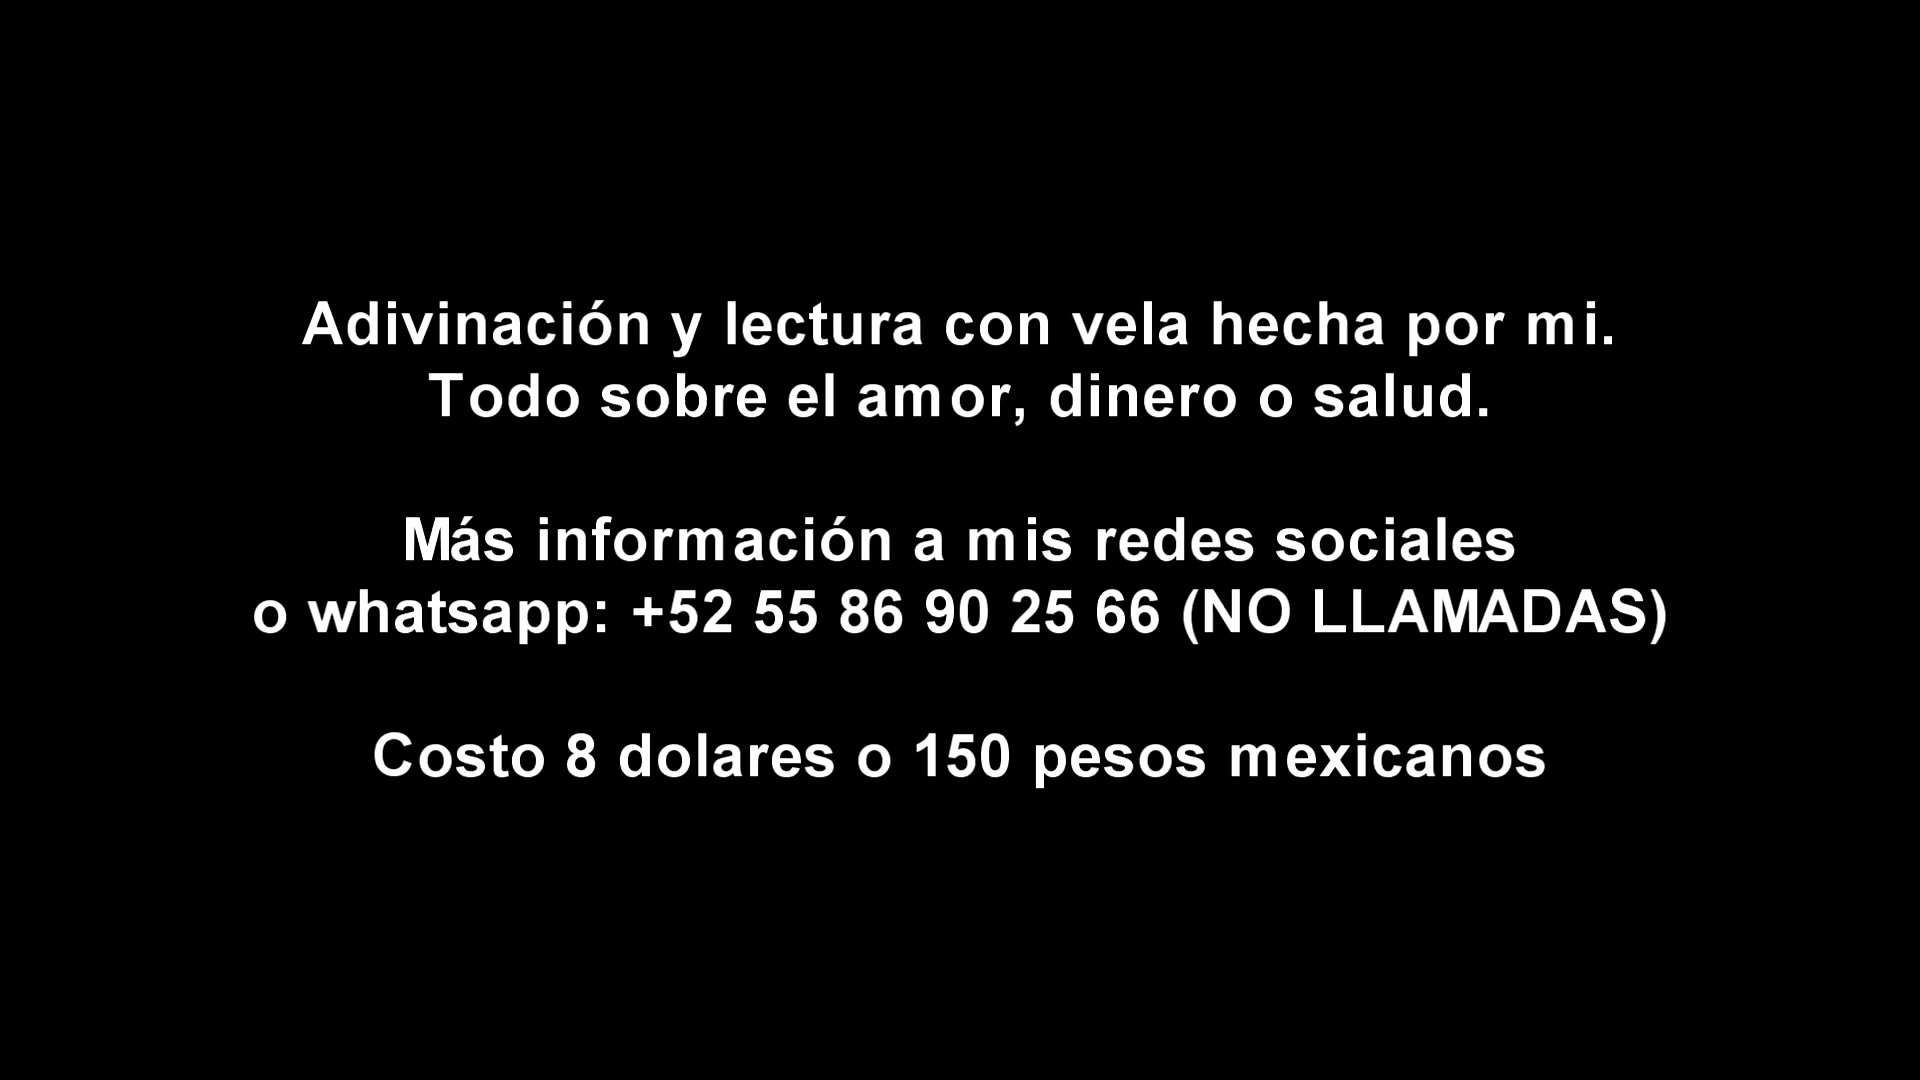 Adivinación y lectura con vela hecha por mi.
Todo sobre el amor, dinero o salud.
Más información a mis redes sociales
o whatsapp: +52 55 86 90 25 66 (NO LLAMADAS)
Costo 8 dolares o 150 pesos mexicanos